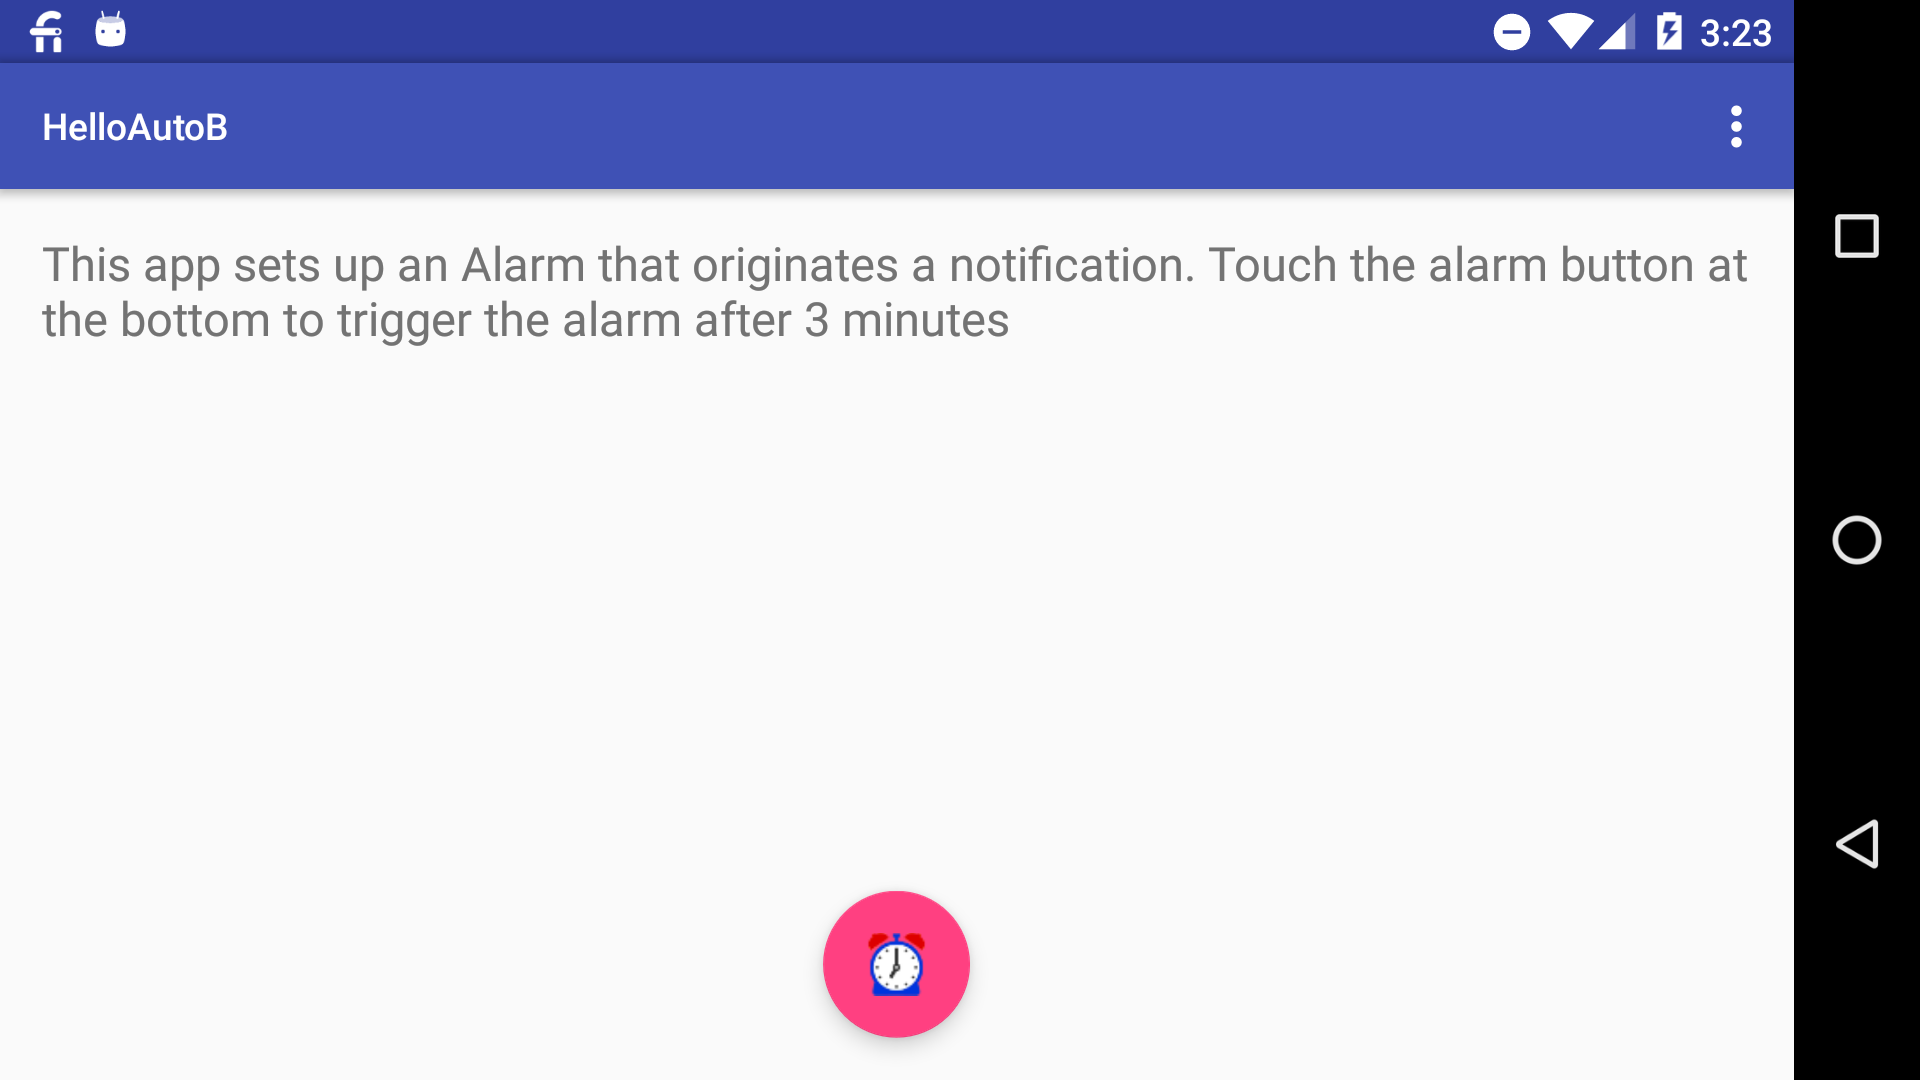 3:23
HelloAutoB
This app sets up an Alarm that originates a notification. Touch the alarm button at
the bottom to trigger the alarm after 3 minutes